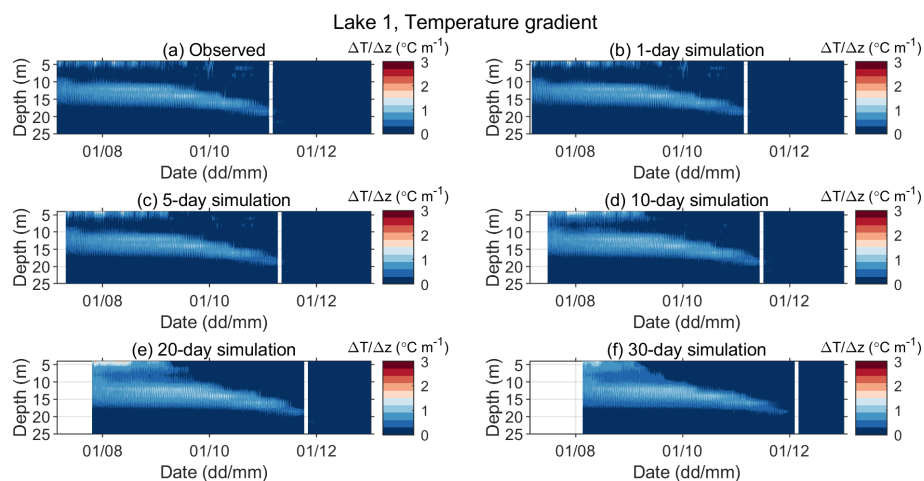 Lake 1, Temperature gradient
(a) Observed
ΔT/Δz (°C m⁻¹)
(b) 1-day simulation
ΔT/Δz (°C m⁻¹)
Depth (m)
5
10
15
20
25
01/08
01/10
01/12
Date (dd/mm)
3
2
1
0
Depth (m)
5
10
15
20
25
01/08
01/10
01/12
Date (dd/mm)
3
2
1
0
(c) 5-day simulation
ΔT/Δz (°C m⁻¹)
(d) 10-day simulation
ΔT/Δz (°C m⁻¹)
Depth (m)
5
10
15
20
25
01/08
01/10
01/12
Date (dd/mm)
3
2
1
0
Depth (m)
5
10
15
20
25
01/08
01/10
01/12
Date (dd/mm)
3
2
1
0
(e) 20-day simulation
ΔT/Δz (°C m⁻¹)
(f) 30-day simulation
ΔT/Δz (°C m⁻¹)
Depth (m)
5
10
15
20
25
01/08
01/10
01/12
Date (dd/mm)
3
2
1
0
Depth (m)
5
10
15
20
25
01/08
01/10
01/12
Date (dd/mm)
3
2
1
0